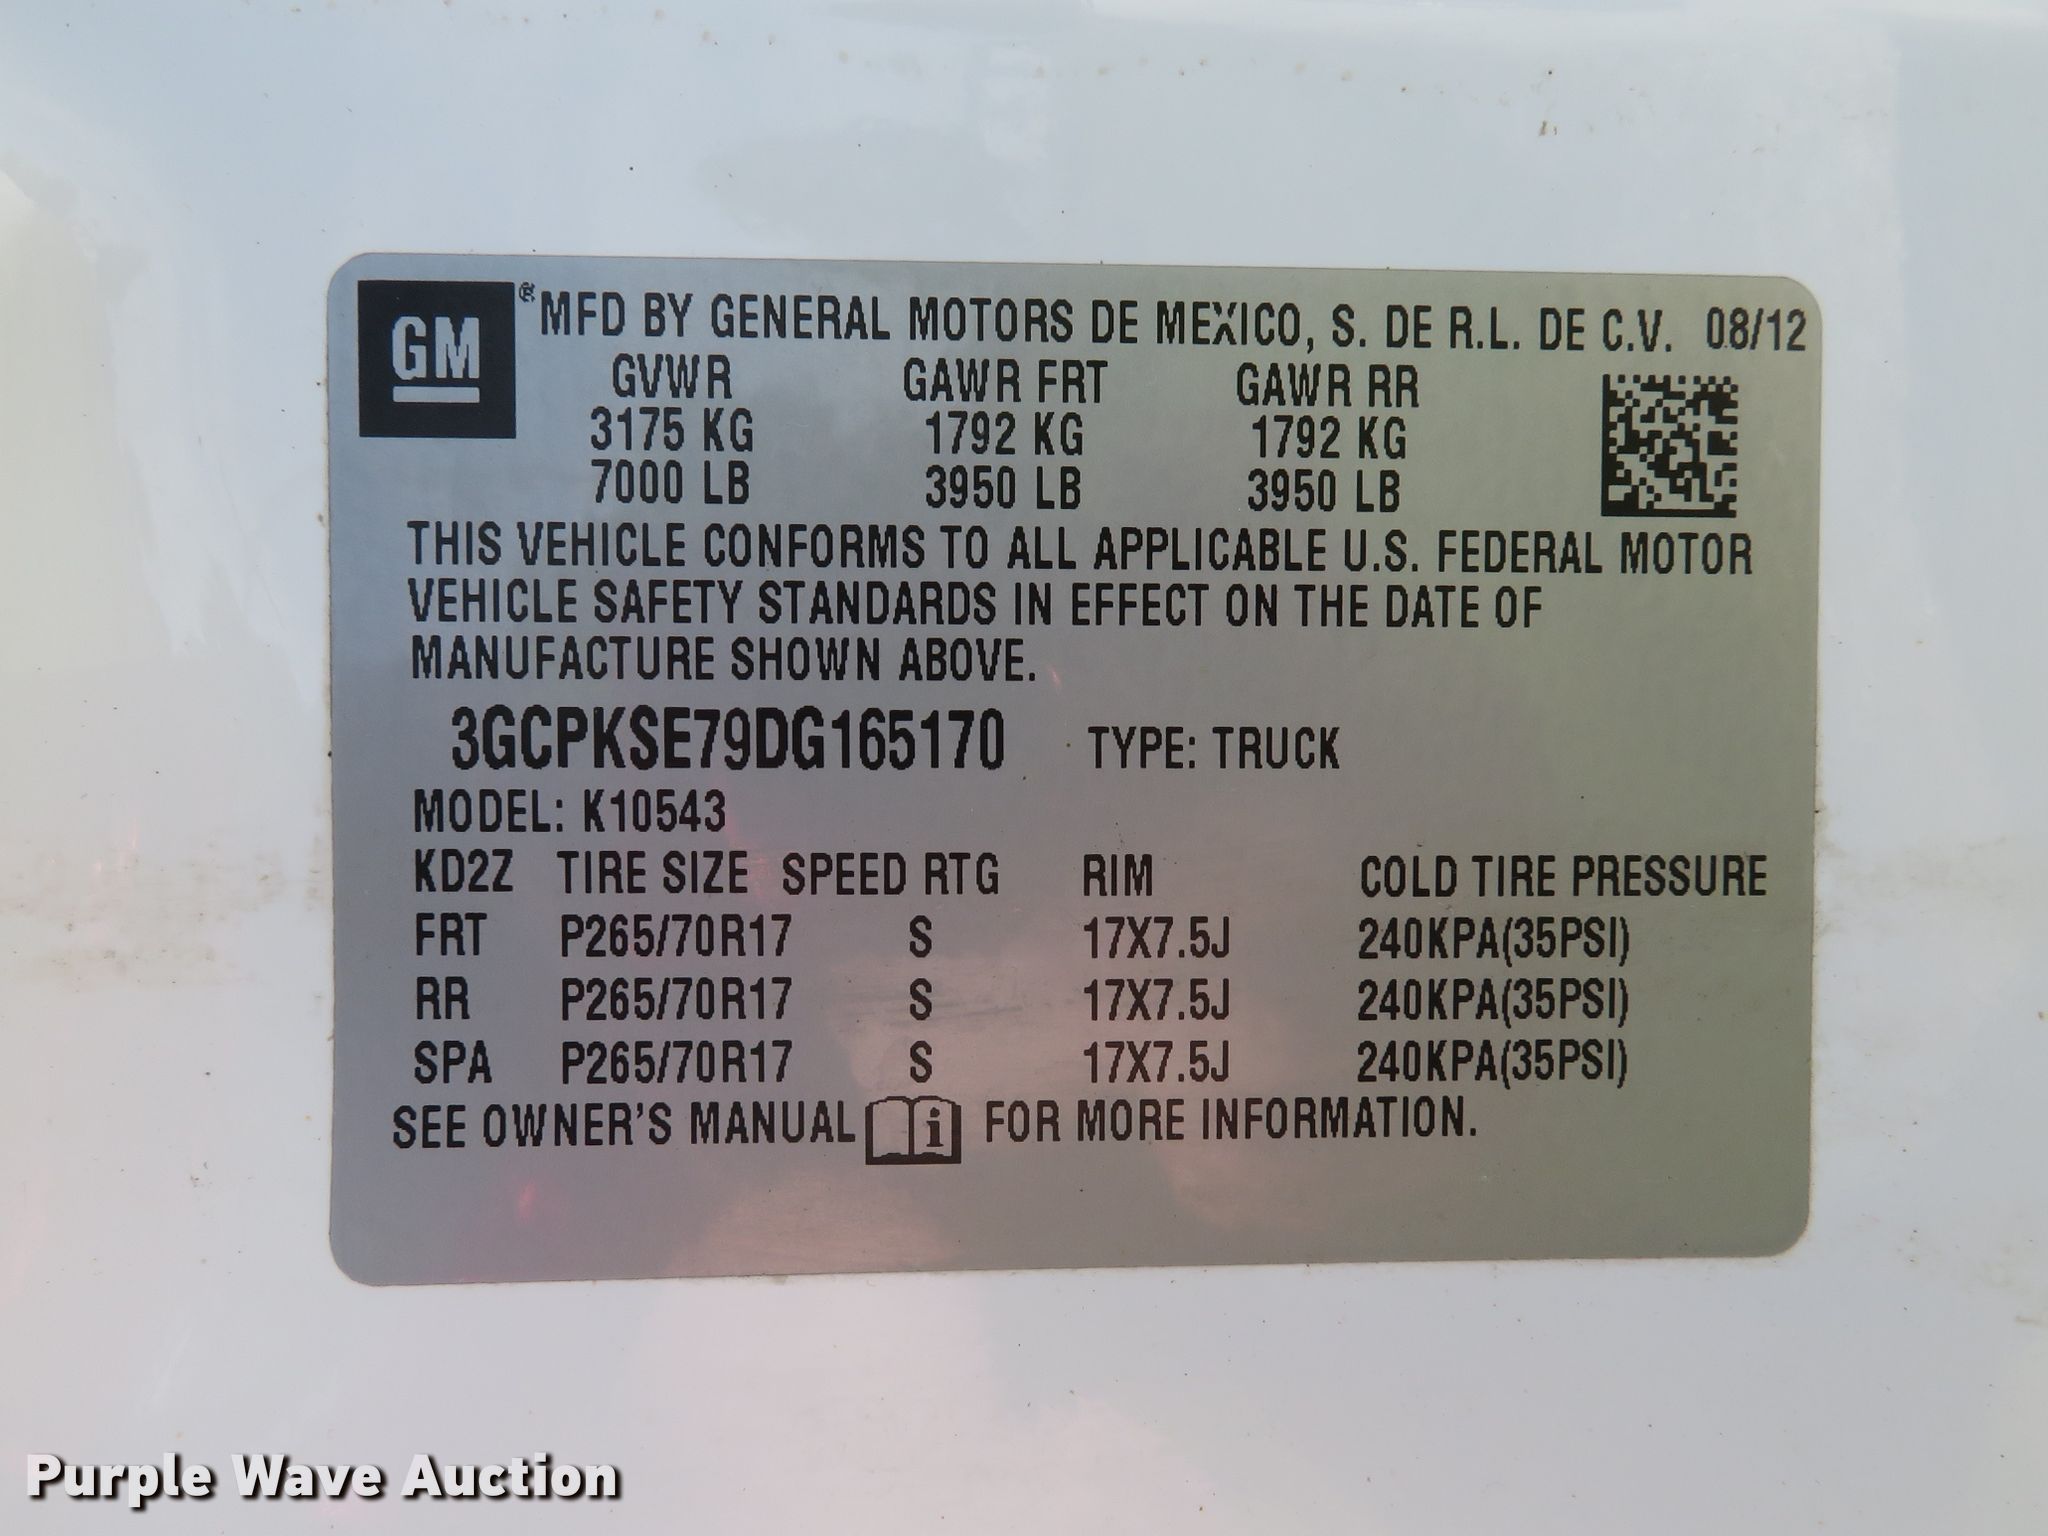 GM
® MFD BY GENERAL MOTORS DE MEXICO, S. DE R.L. DE C.V. 08/12
GVWR GAWR FRT GAWR RR
3175 KG 1792 KG 1792 KG
7000 LB 3950 LB 3950 LB
THIS VEHICLE CONFORMS TO ALL APPLICABLE U.S. FEDERAL MOTOR
VEHICLE SAFETY STANDARDS IN EFFECT ON THE DATE OF
MANUFACTURE SHOWN ABOVE.
3GCPKSE79DG165170 TYPE: TRUCK
MODEL: K10543
KD2Z TIRE SIZE SPEED RTG RIM COLD TIRE PRESSURE
FRT P265/70R17 S 17X7.5J 240KPA(35PSI)
RR P265/70R17 S 17X7.5J 240KPA(35PSI)
SPA P265/70R17 S 17X7.5J 240KPA(35PSI)
SEE OWNER'S MANUAL i FOR MORE INFORMATION.
Purple Wave Auction